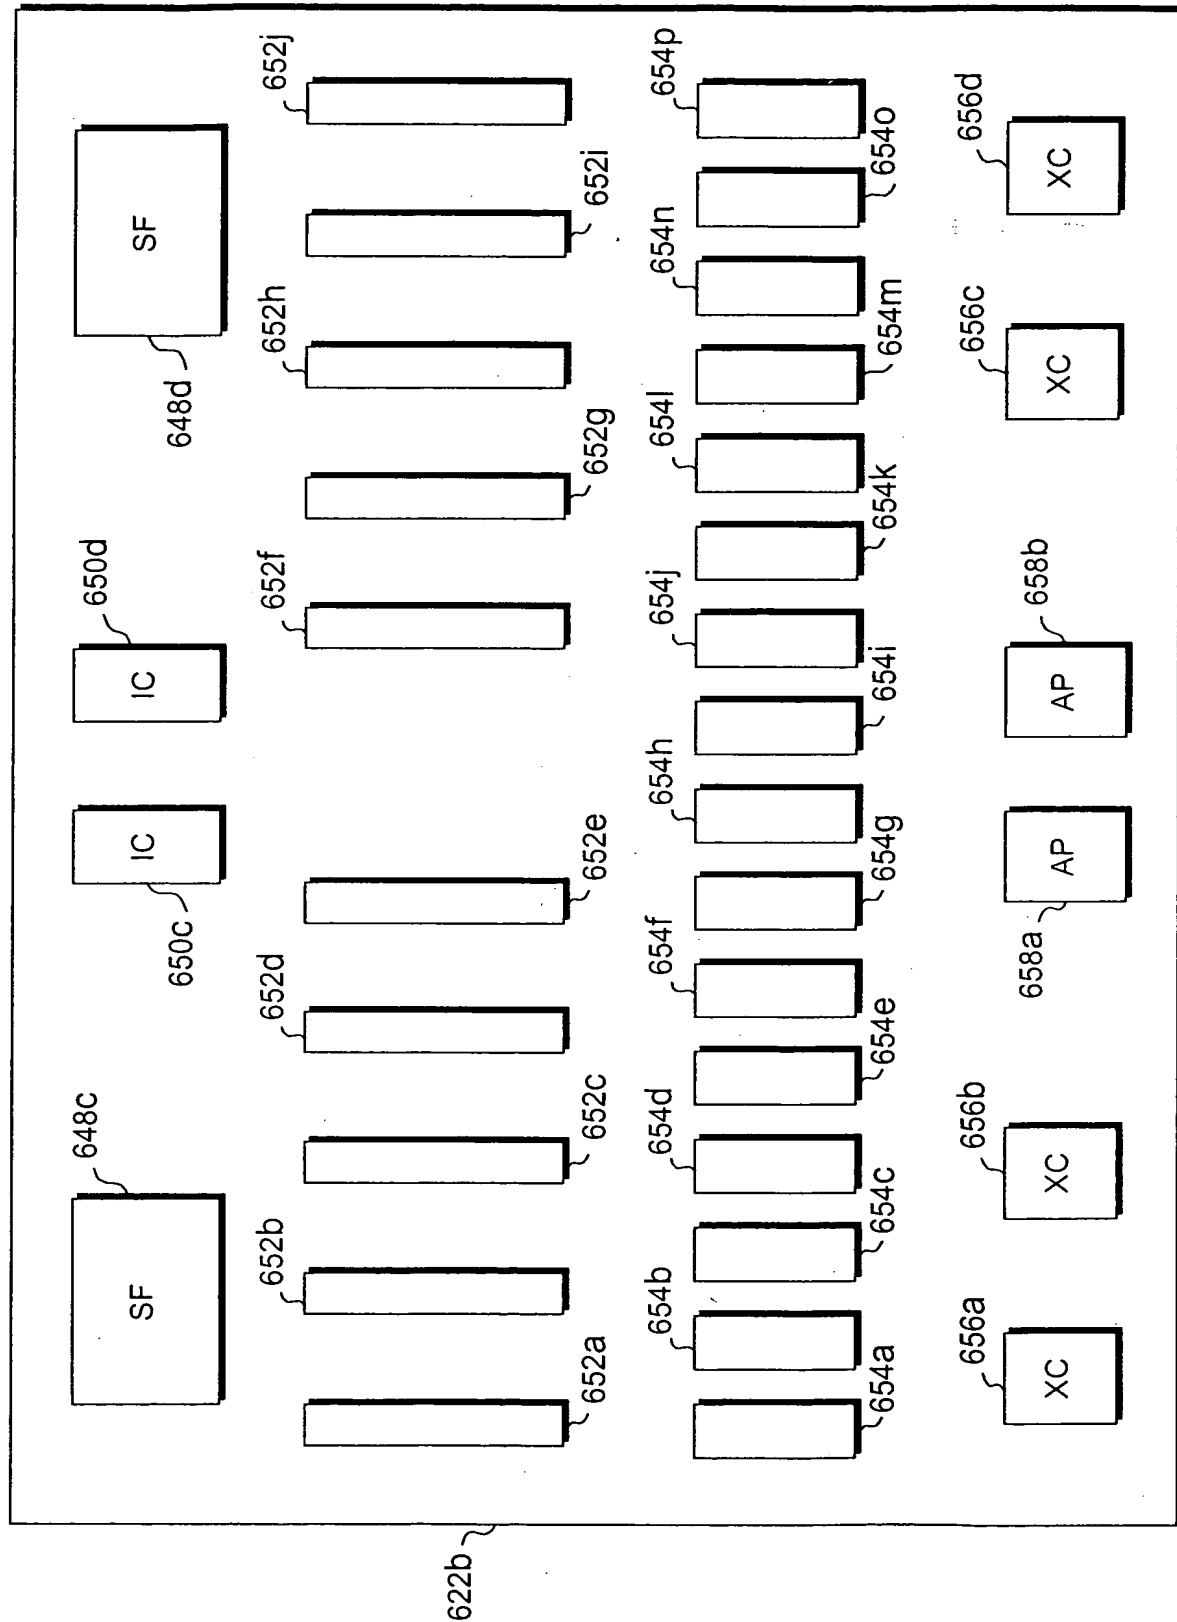 648c 650d
SF IC IC SF
650c 648d
652b 652d 652f 652h 652j
622b
652a 652c 652e 652g 652i
654b 654d 654f 654h 654j 654l 654n 654p
654a 654c 654e 654g 654i 654k 654m 654o
656a 656b 658a 658b 656c 656d
XC XC AP AP XC XC